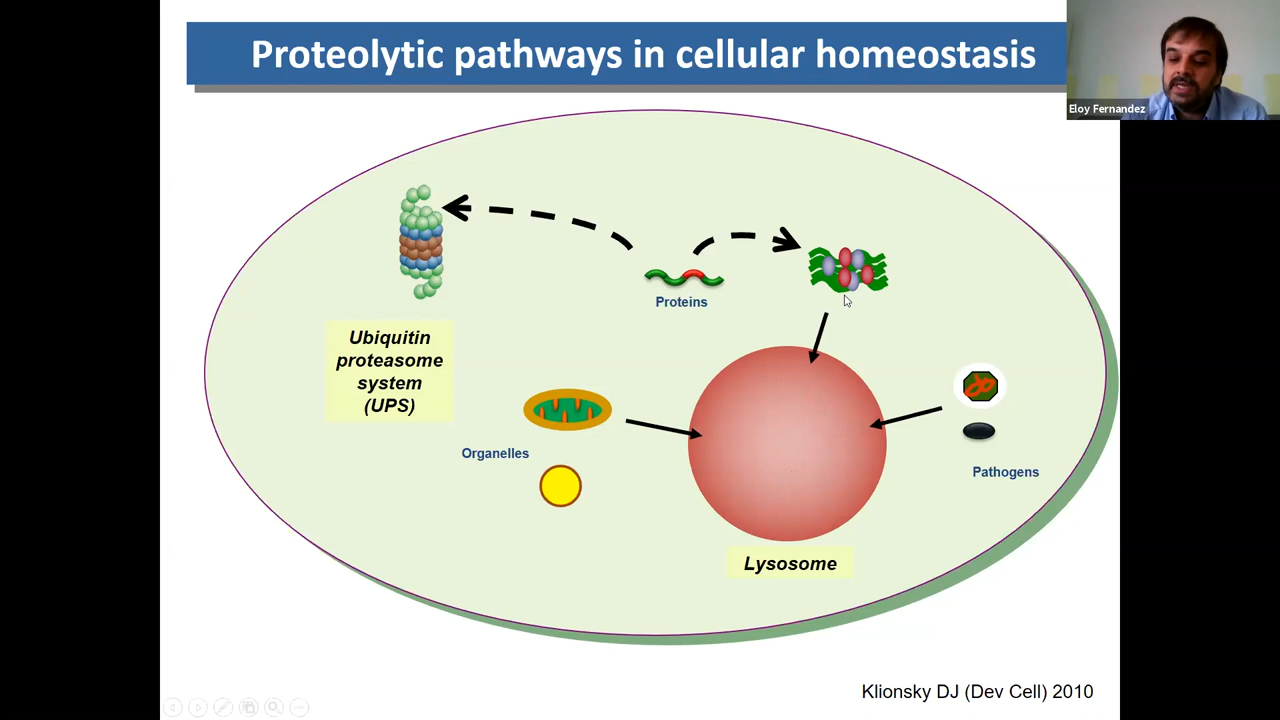 Proteolytic pathways in cellular homeostasis
Eloy Fernandez
Proteins
Ubiquitin
proteasome
system
(UPS)
Organelles
Pathogens
Lysosome
Klionsky DJ (Dev Cell) 2010